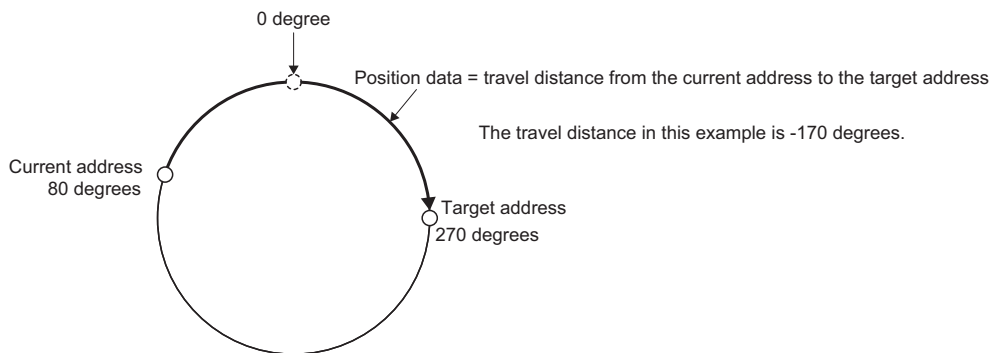 0 degree
Position data = travel distance from the current address to the target address
The travel distance in this example is -170 degrees.
Current address
80 degrees
Target address
270 degrees